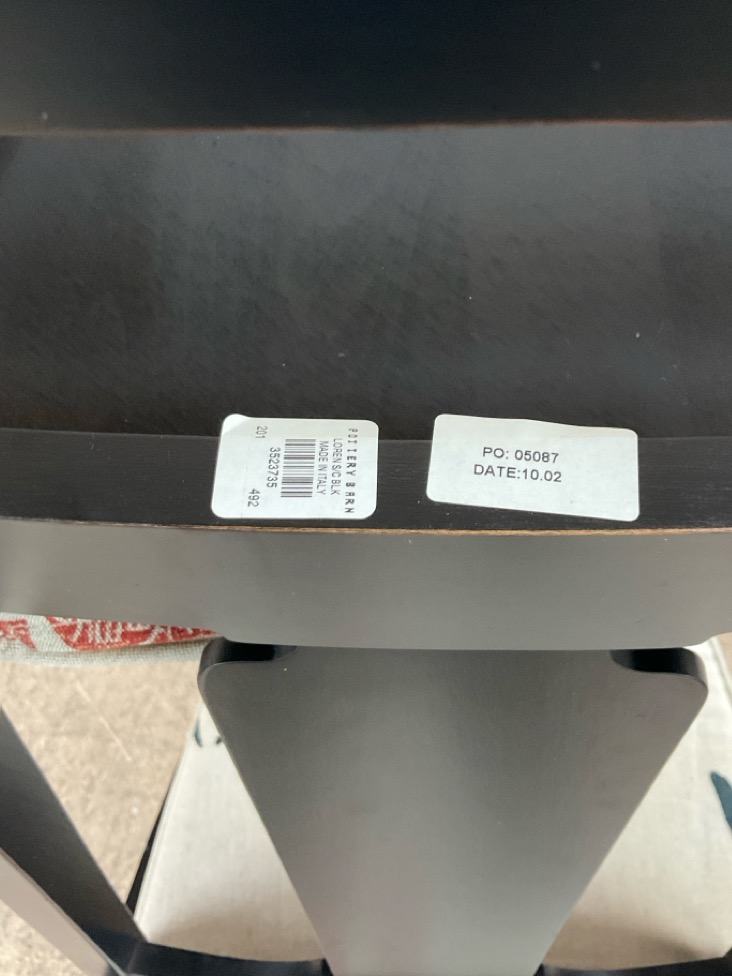 POTTERY BARN
LOREN S/C BLK
MADE IN ITALY
3523735
201 492
PO: 05087
DATE:10.02